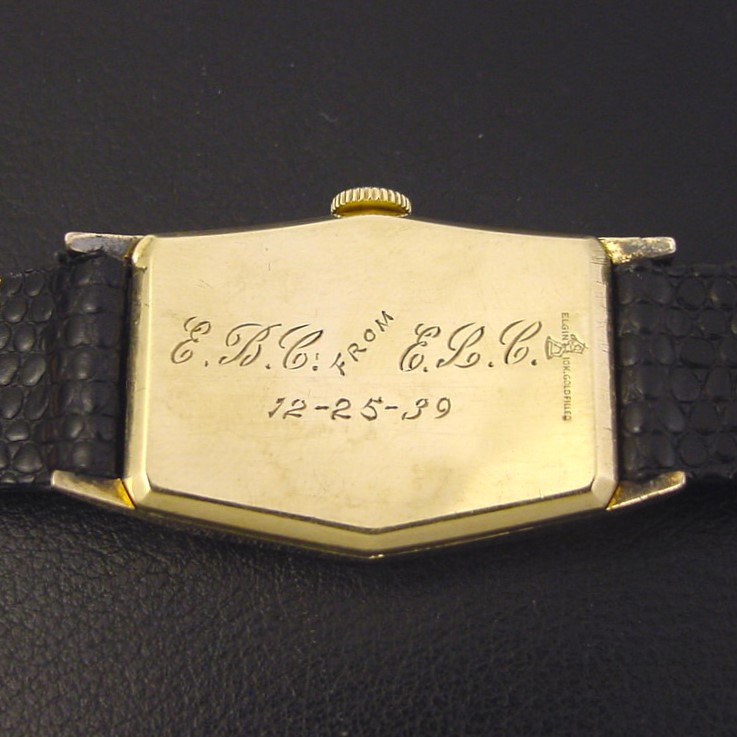 E.B.C. FROM E.L.C.
12-25-39
ELGIN
10K. GOLD FILLED